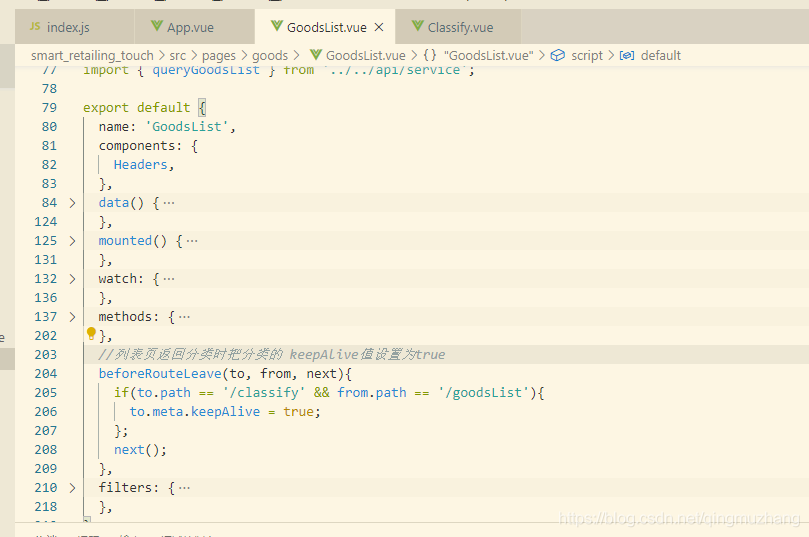 JS index.js App.vue GoodsList.vue Classify.vue
smart_retailing_touch > src > pages > goods > GoodsList.vue > {} "GoodsList.vue" > script > default
77 import { queryGoodsList } from '../../api/service';
78
79 export default {
80 name: 'GoodsList',
81 components: {
82 Headers,
83 },
84 data() {···
124 },
125 mounted() {···
131 },
132 watch: {···
136 },
137 methods: {···
202 },
203 //列表页返回分类时把分类的 keepALive值设置为true
204 beforeRouteLeave(to, from, next){
205 if(to.path == '/classify' && from.path == '/goodsList'){
206 to.meta.keepAlive = true;
207 };
208 next();
209 },
210 filters: {···
218 },
https://blog.csdn.net/qingmuzhang